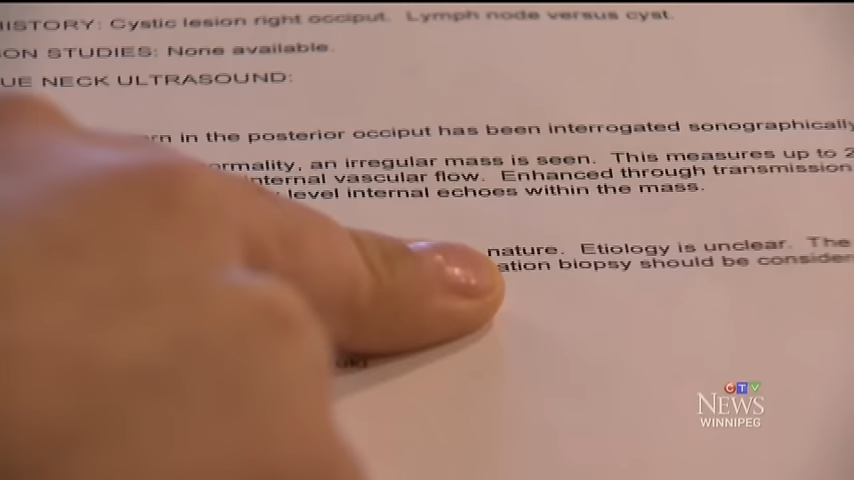 HISTORY: Cystic lesion right occiput. Lymph node versus cyst.
ON STUDIES: None available.
UE NECK ULTRASOUND:
rn in the posterior occiput has been interrogated sonographically
ormality, an irregular mass is seen. This measures up to 2
internal vascular flow. Enhanced through transmission
level internal echoes within the mass.
nature. Etiology is unclear. The
ation biopsy should be consider
CTV
NEWS
WINNIPEG